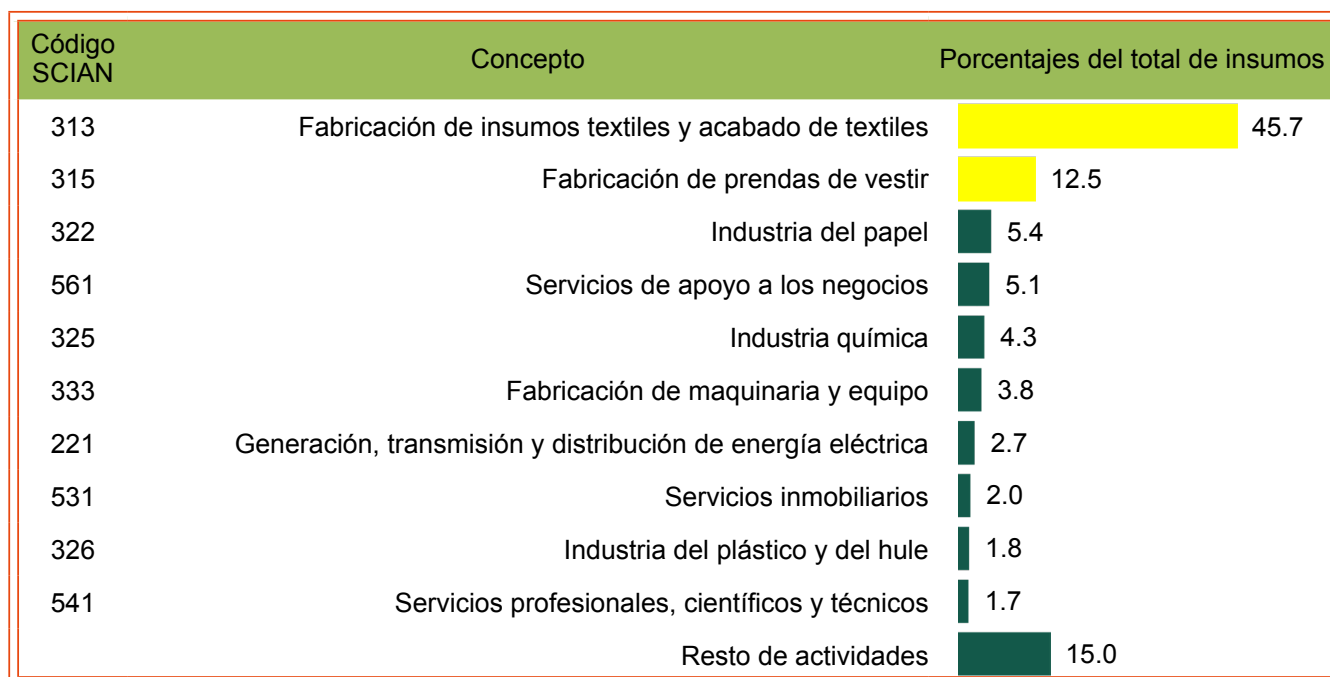 Código SCIAN Concepto Porcentajes del total de insumos
313 Fabricación de insumos textiles y acabado de textiles 45.7
315 Fabricación de prendas de vestir 12.5
322 Industria del papel 5.4
561 Servicios de apoyo a los negocios 5.1
325 Industria química 4.3
333 Fabricación de maquinaria y equipo 3.8
221 Generación, transmisión y distribución de energía eléctrica 2.7
531 Servicios inmobiliarios 2.0
326 Industria del plástico y del hule 1.8
541 Servicios profesionales, científicos y técnicos 1.7
Resto de actividades 15.0